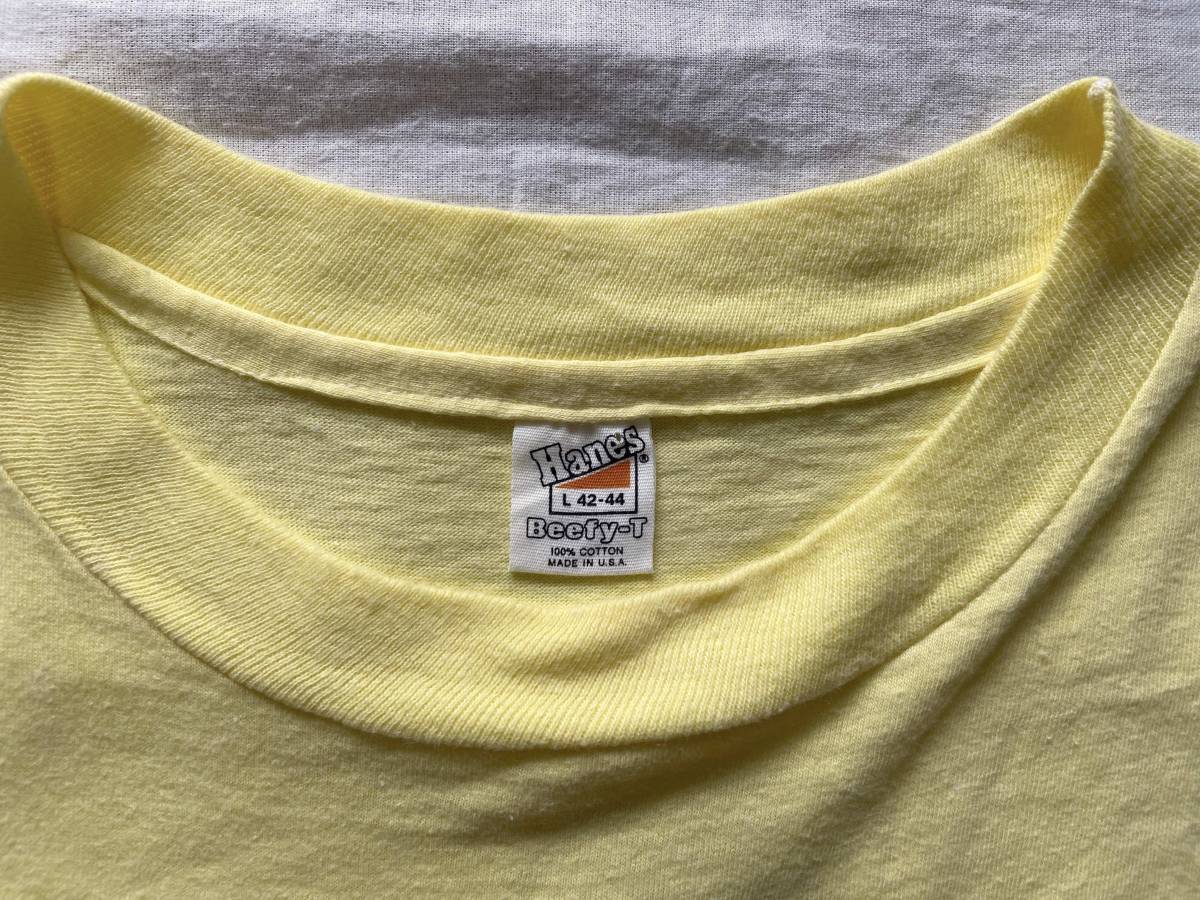 Hanes®
L 42-44
Beefy-T
100% COTTON
MADE IN U.S.A.